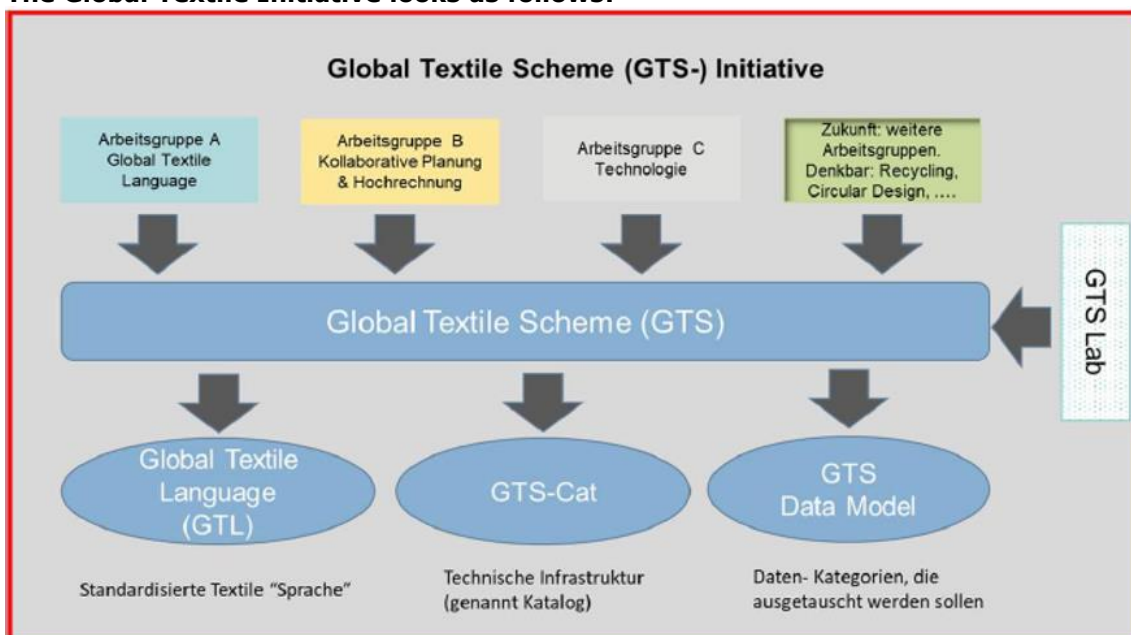 The Global Textile Initiative looks as follows:
Global Textile Scheme (GTS-) Initiative
Arbeitsgruppe A
Global Textile
Language
Arbeitsgruppe B
Kollaborative Planung
& Hochrechnung
Arbeitsgruppe C
Technologie
Zukunft: weitere
Arbeitsgruppen.
Denkbar: Recycling,
Circular Design, ....
Global Textile Scheme (GTS)
GTS Lab
Global Textile
Language
(GTL)
GTS-Cat
GTS
Data Model
Standardisierte Textile “Sprache”
Technische Infrastruktur
(genannt Katalog)
Daten- Kategorien, die
ausgetauscht werden sollen